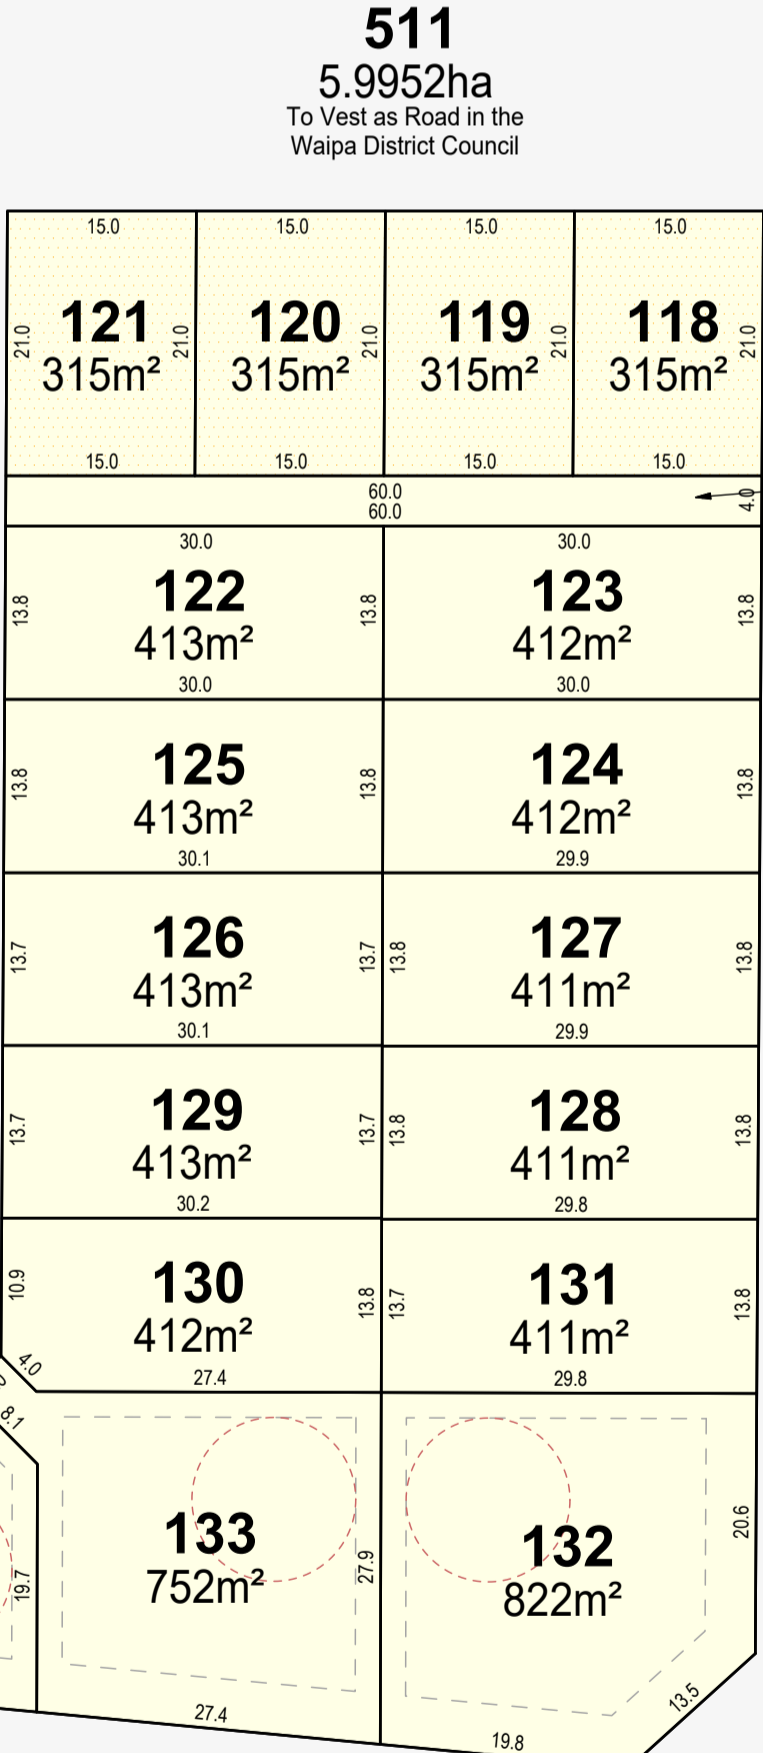 511
5.9952ha
To Vest as Road in the
Waipa District Council
15.0 15.0 15.0 15.0
21.0 121 21.0 120 21.0 119 21.0 118 21.0
315m² 315m² 315m² 315m²
15.0 15.0 15.0 15.0
60.0
60.0 4.0
30.0 30.0
13.8 122 13.8 123 13.8
413m² 412m²
30.0 30.0
13.8 125 13.8 124 13.8
413m² 412m²
30.1 29.9
13.7 126 13.7 13.8 127 13.8
413m² 411m²
30.1 29.9
13.7 129 13.7 13.8 128 13.8
413m² 411m²
30.2 29.8
10.9 130 13.8 13.7 131 13.8
412m² 411m²
4.0 27.4 29.8
8.1
133 132 20.6
19.7 752m² 27.9 822m²
27.4 19.8 13.5